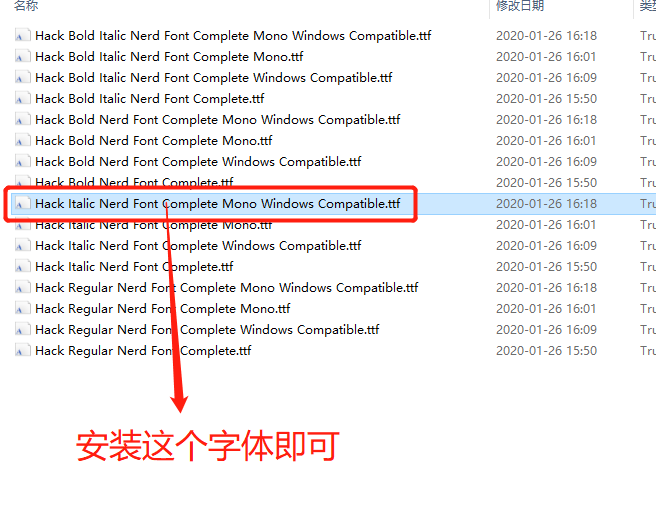 名称 修改日期 类型
Hack Bold Italic Nerd Font Complete Mono Windows Compatible.ttf 2020-01-26 16:18 Tru
Hack Bold Italic Nerd Font Complete Mono.ttf 2020-01-26 16:01 Tru
Hack Bold Italic Nerd Font Complete Windows Compatible.ttf 2020-01-26 16:09 Tru
Hack Bold Italic Nerd Font Complete.ttf 2020-01-26 15:50 Tru
Hack Bold Nerd Font Complete Mono Windows Compatible.ttf 2020-01-26 16:18 Tru
Hack Bold Nerd Font Complete Mono.ttf 2020-01-26 16:01 Tru
Hack Bold Nerd Font Complete Windows Compatible.ttf 2020-01-26 16:09 Tru
Hack Bold Nerd Font Complete.ttf 2020-01-26 15:50 Tru
Hack Italic Nerd Font Complete Mono Windows Compatible.ttf 2020-01-26 16:18 Tru
Hack Italic Nerd Font Complete Mono.ttf 2020-01-26 16:01 Tru
Hack Italic Nerd Font Complete Windows Compatible.ttf 2020-01-26 16:09 Tru
Hack Italic Nerd Font Complete.ttf 2020-01-26 15:50 Tru
Hack Regular Nerd Font Complete Mono Windows Compatible.ttf 2020-01-26 16:18 Tru
Hack Regular Nerd Font Complete Mono.ttf 2020-01-26 16:01 Tru
Hack Regular Nerd Font Complete Windows Compatible.ttf 2020-01-26 16:09 Tru
Hack Regular Nerd Font Complete.ttf 2020-01-26 15:50 Tru
安装这个字体即可